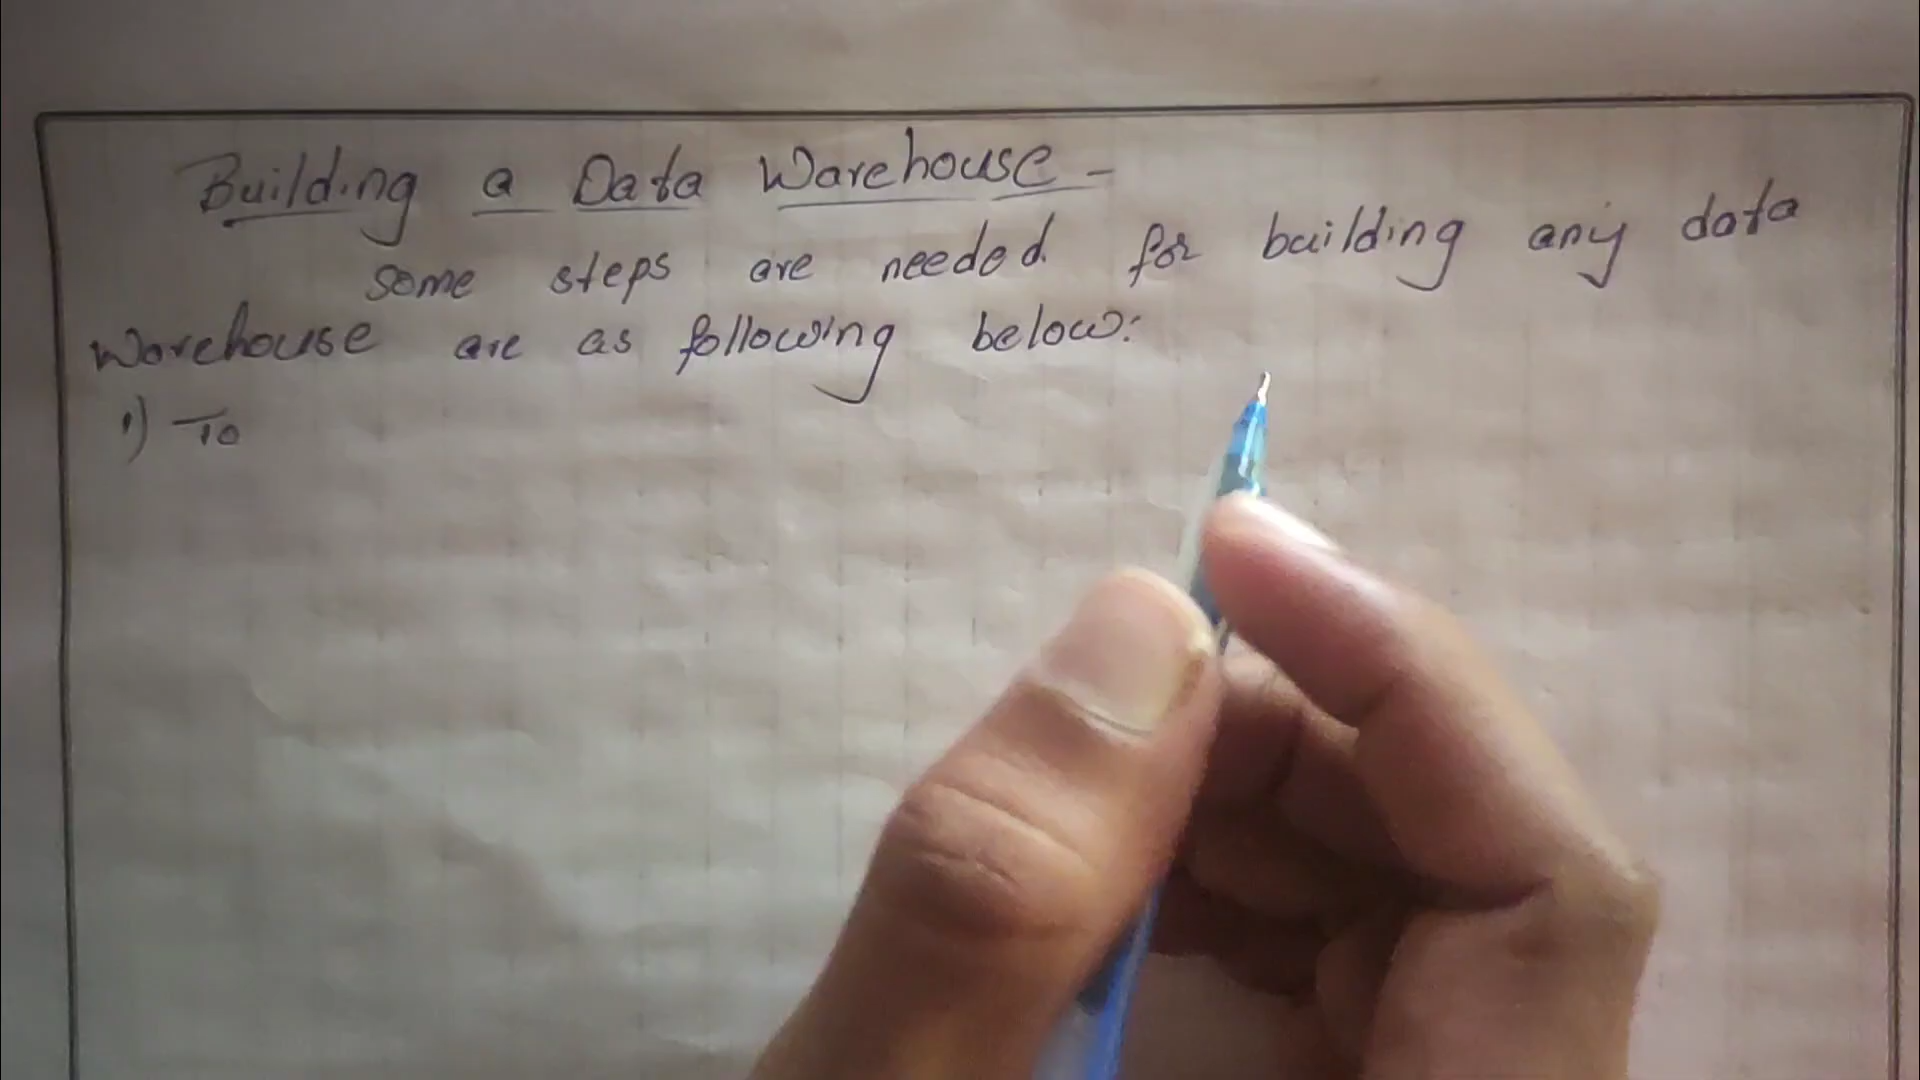 Building a Data Warehouse -
some steps are needed for building any data
Warehouse are as following below:
1) To